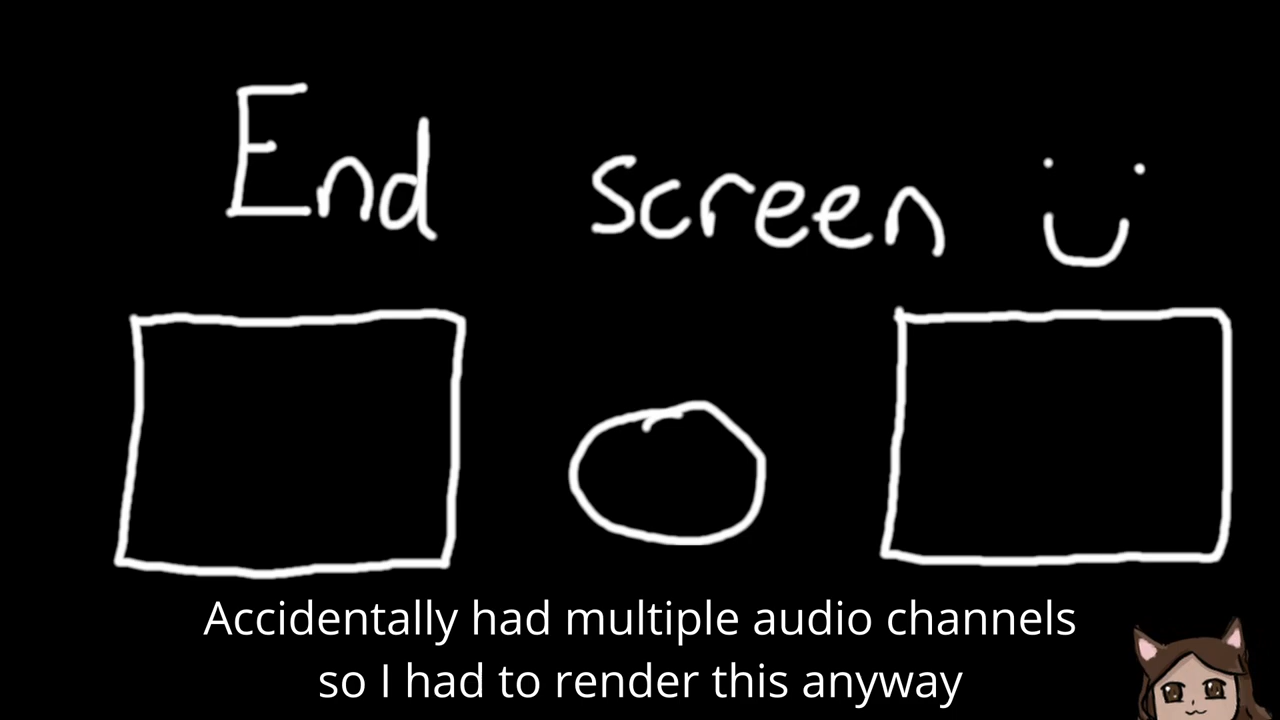 End screen :)
Accidentally had multiple audio channels
so I had to render this anyway